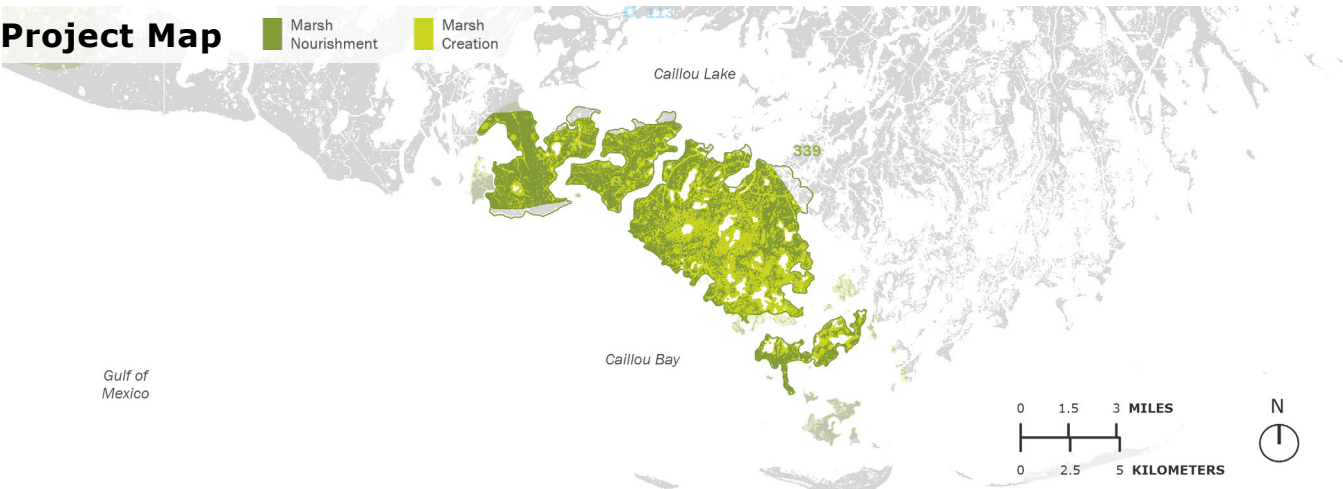 113
Project Map
Marsh
Nourishment
Marsh
Creation
Caillou Lake
339
Caillou Bay
Gulf of
Mexico
0 1.5 3 MILES
0 2.5 5 KILOMETERS
N